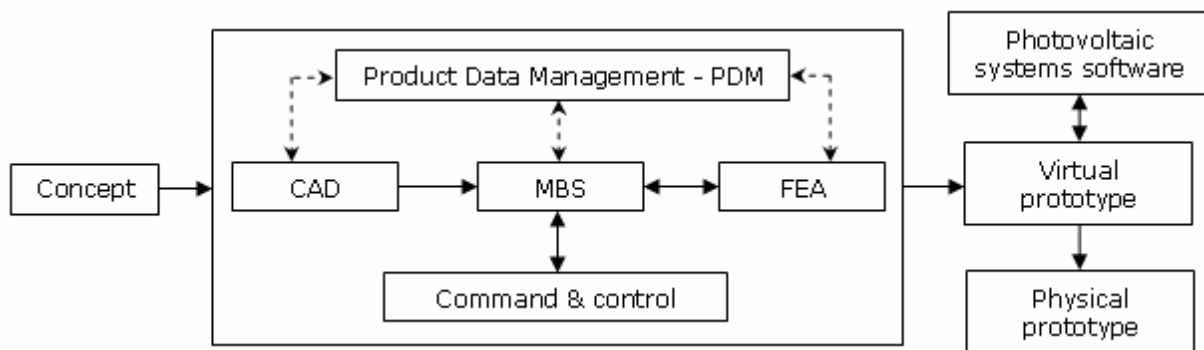 Product Data Management - PDM
Photovoltaic
systems software
Concept
CAD
MBS
FEA
Virtual
prototype
Command & control
Physical
prototype